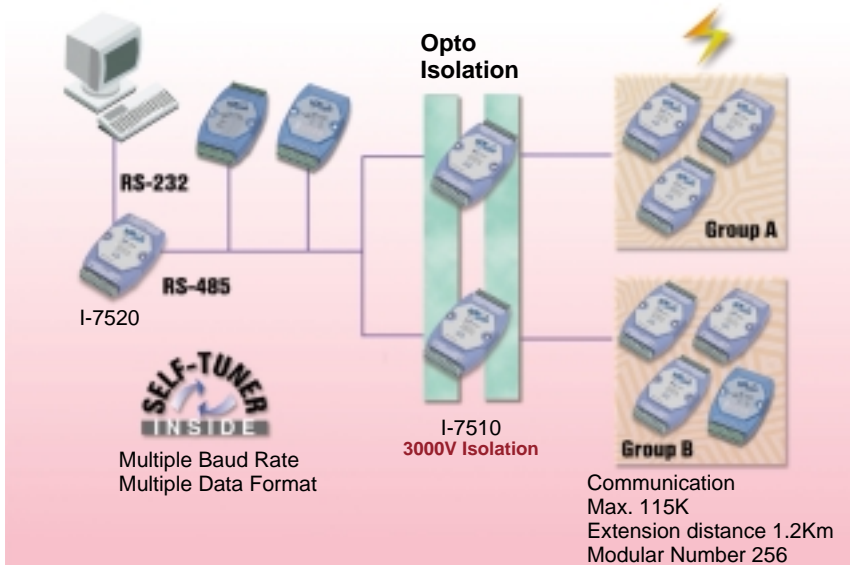 Opto
Isolation
RS-232
Group A
RS-485
I-7520
SELF-TUNER
INSIDE
I-7510
3000V Isolation
Group B
Multiple Baud Rate
Multiple Data Format
Communication
Max. 115K
Extension distance 1.2Km
Modular Number 256